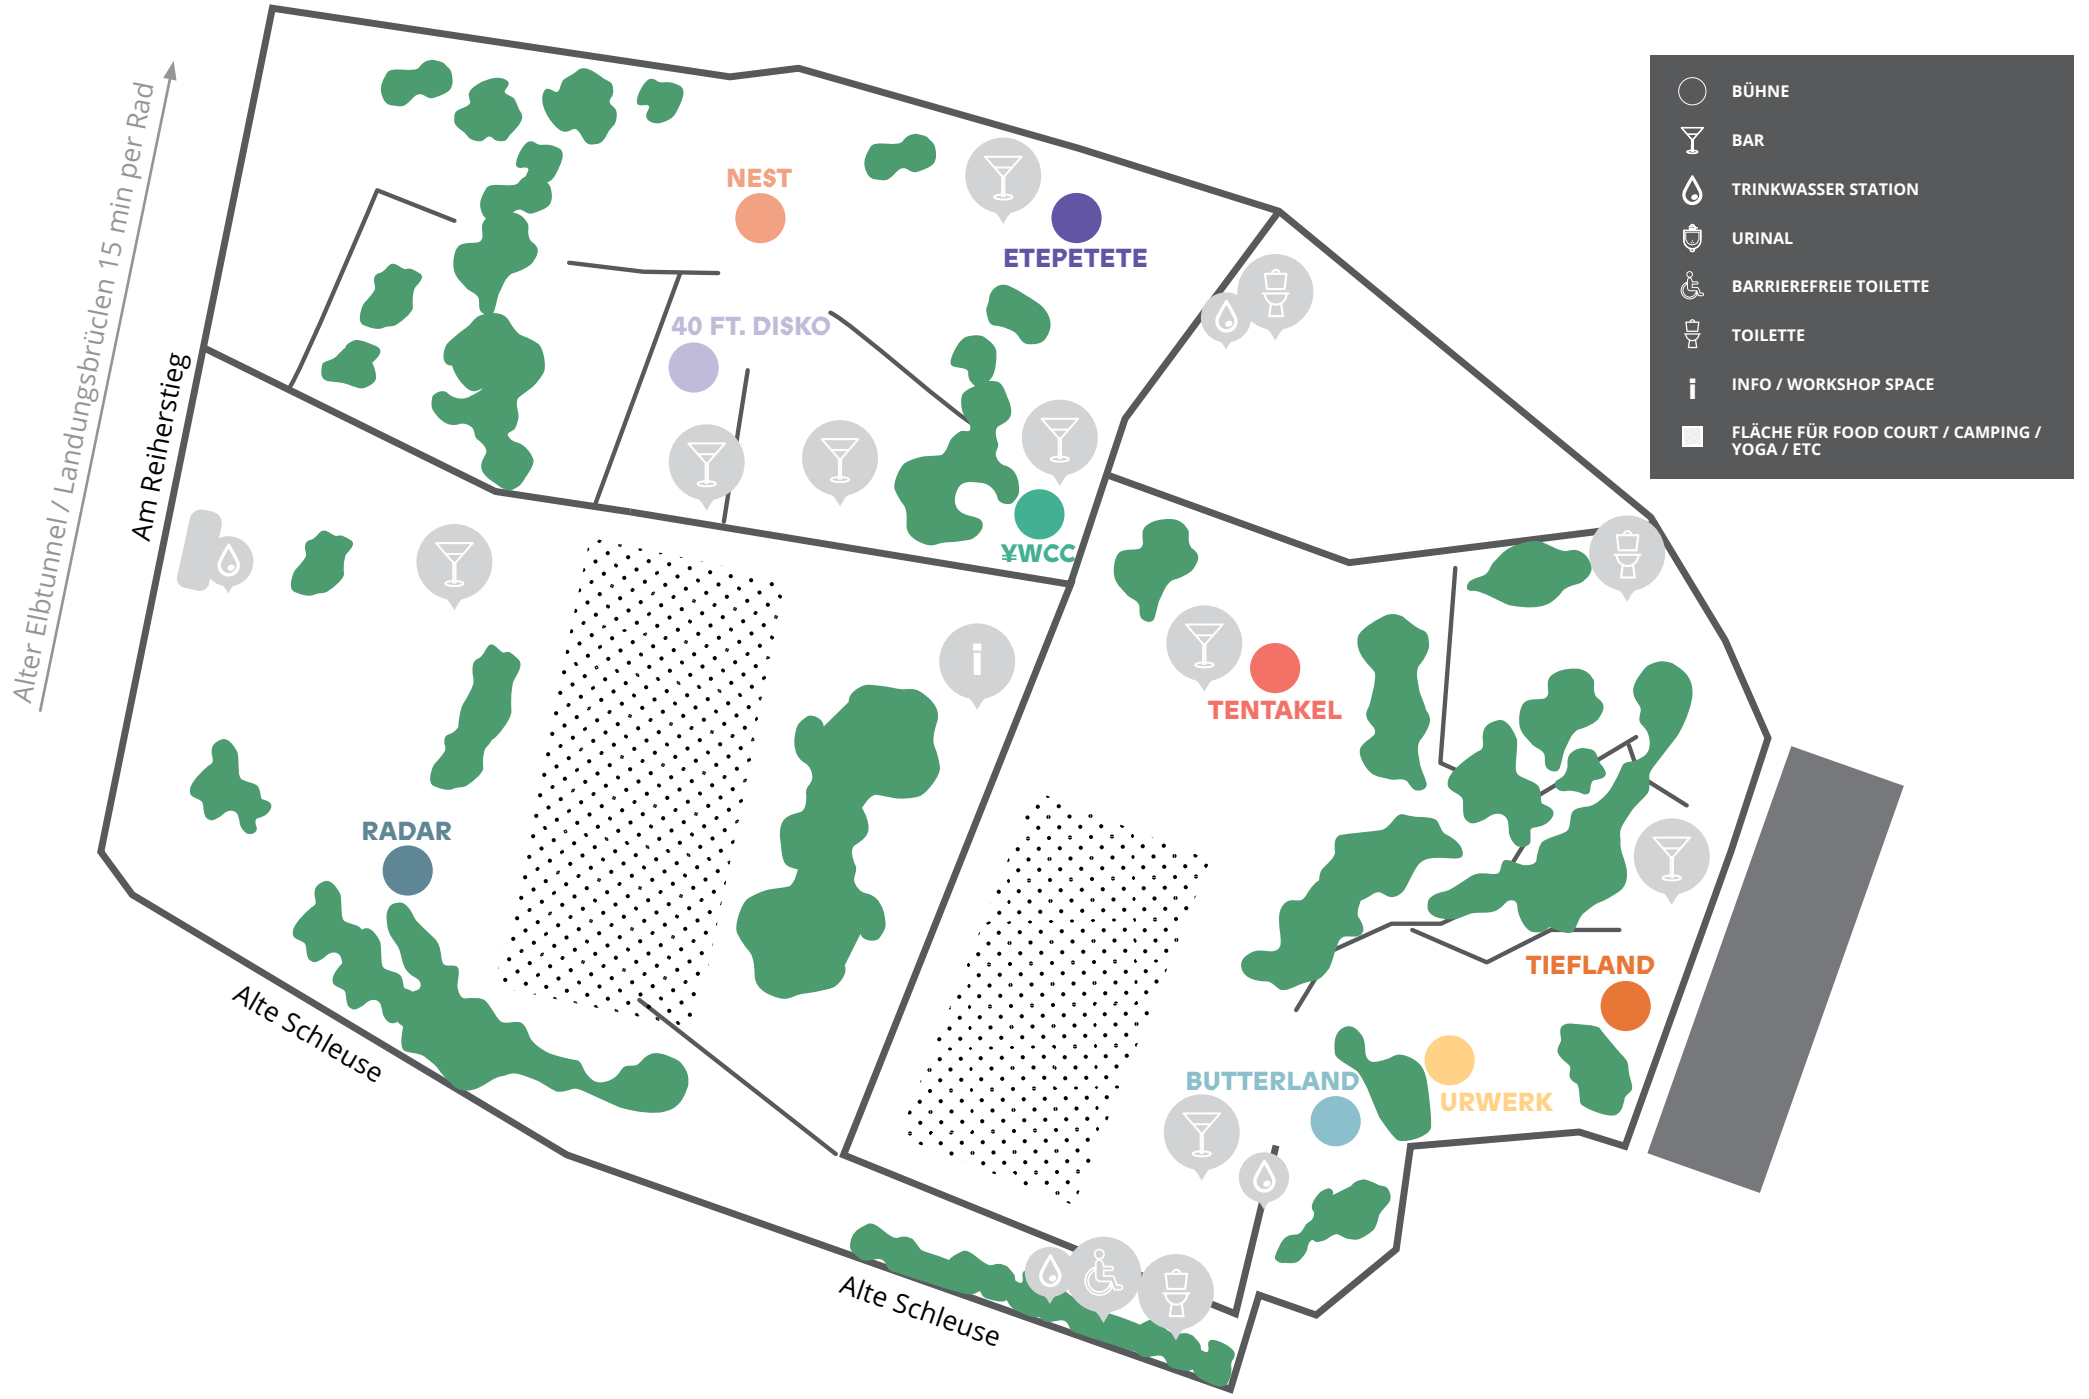 Alter Elbtunnel / Landungsbrüclen 15 min per Rad
Am Reiherstieg
NEST
ETEPETETE
40 FT. DISKO
¥WCC
TENTAKEL
RADAR
TIEFLAND
BUTTERLAND
URWERK
Alte Schleuse
Alte Schleuse
i
BÜHNE
BAR
TRINKWASSER STATION
URINAL
BARRIEREFREIE TOILETTE
TOILETTE
i INFO / WORKSHOP SPACE
FLÄCHE FÜR FOOD COURT / CAMPING /
YOGA / ETC